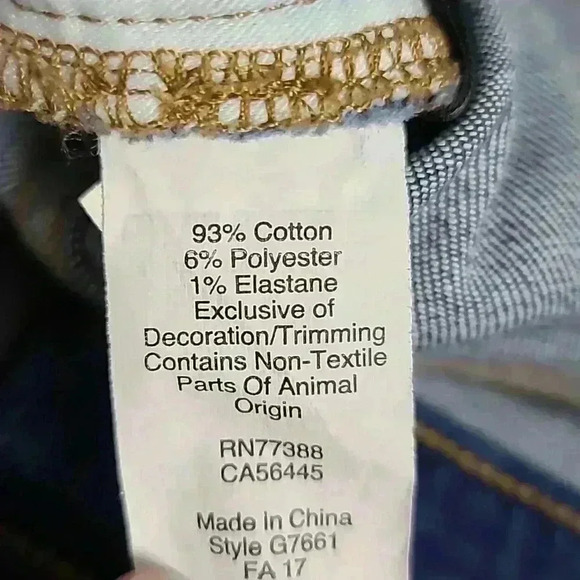 93% Cotton
6% Polyester
1% Elastane
Exclusive of
Decoration/Trimming
Contains Non-Textile
Parts Of Animal
Origin
RN77388
CA56445
Made In China
Style G7661
FA 17